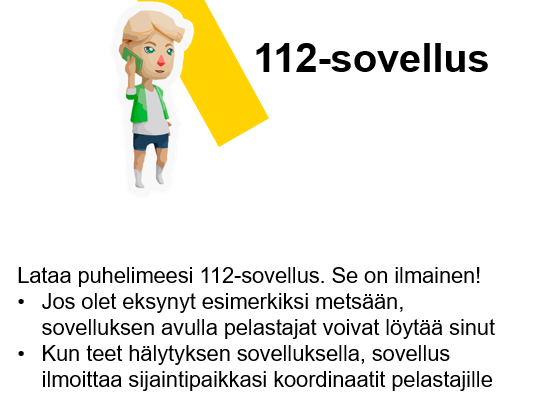 112-sovellus
Lataa puhelimeesi 112-sovellus. Se on ilmainen!
• Jos olet eksynyt esimerkiksi metsään,
sovelluksen avulla pelastajat voivat löytää sinut
• Kun teet hälytyksen sovelluksella, sovellus
ilmoittaa sijaintipaikkasi koordinaatit pelastajille